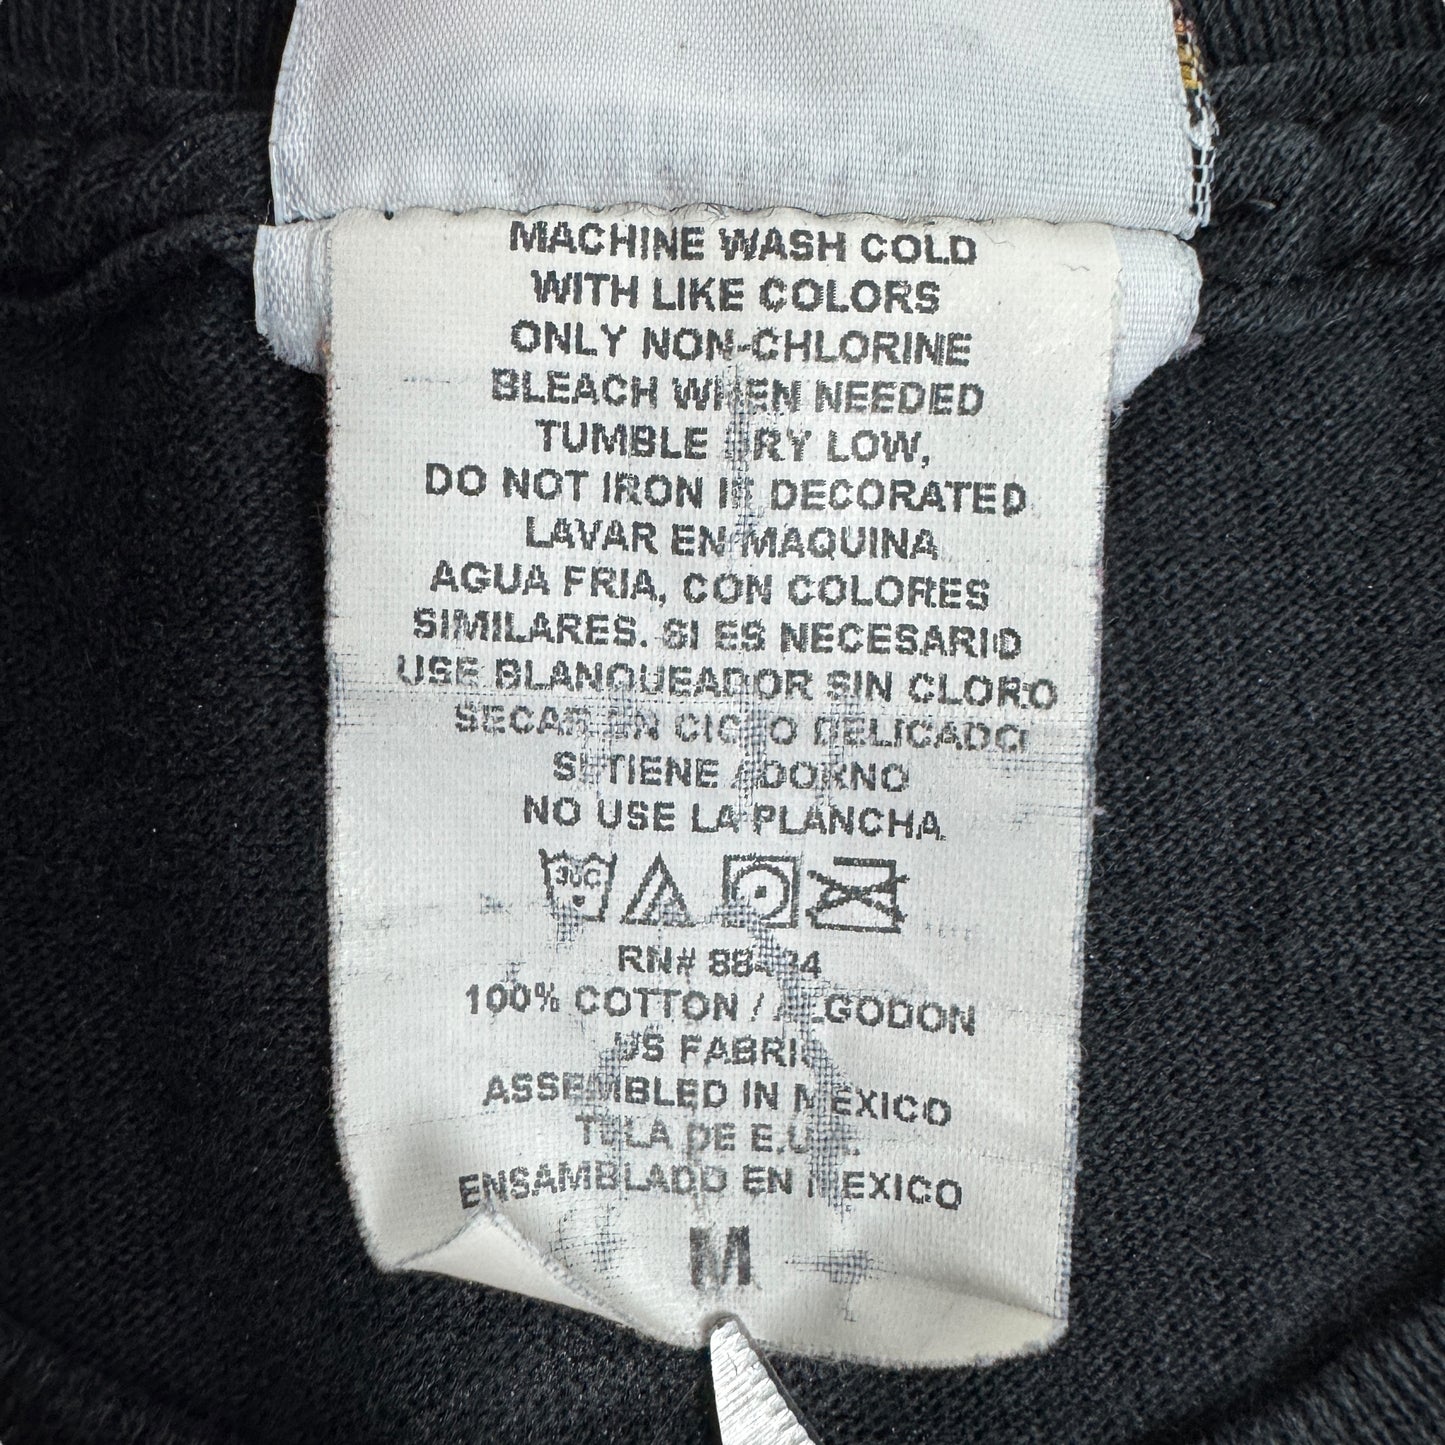 MACHINE WASH COLD
WITH LIKE COLORS
ONLY NON-CHLORINE
BLEACH WHEN NEEDED
TUMBLE DRY LOW,
DO NOT IRON IF DECORATED
LAVAR EN MAQUINA
AGUA FRIA, CON COLORES
SIMILARES. SI ES NECESARIO
USE BLANQUEADOR SIN CLORO
SECAR EN CICLO DELICADO
SI TIENE ADORNO
NO USE LA PLANCHA
30C
RN#
100% COTTON / ALGODON
US FABRIC
ASSEMBLED IN MEXICO
TELA DE E.U.A.
ENSAMBLADO EN MEXICO
M